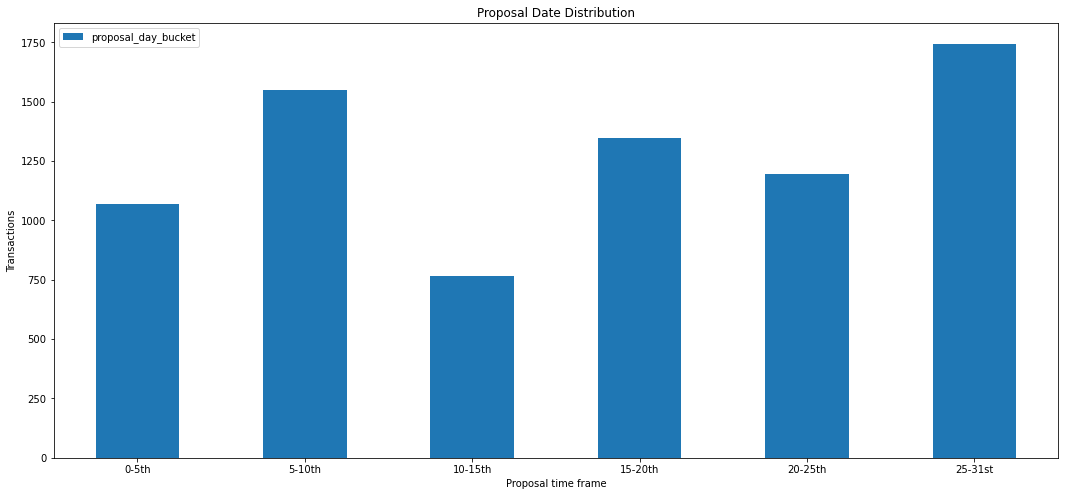 Proposal Date Distribution
proposal_day_bucket
Transactions
1750
1500
1250
1000
750
500
250
0
0-5th
5-10th
10-15th
15-20th
20-25th
25-31st
Proposal time frame